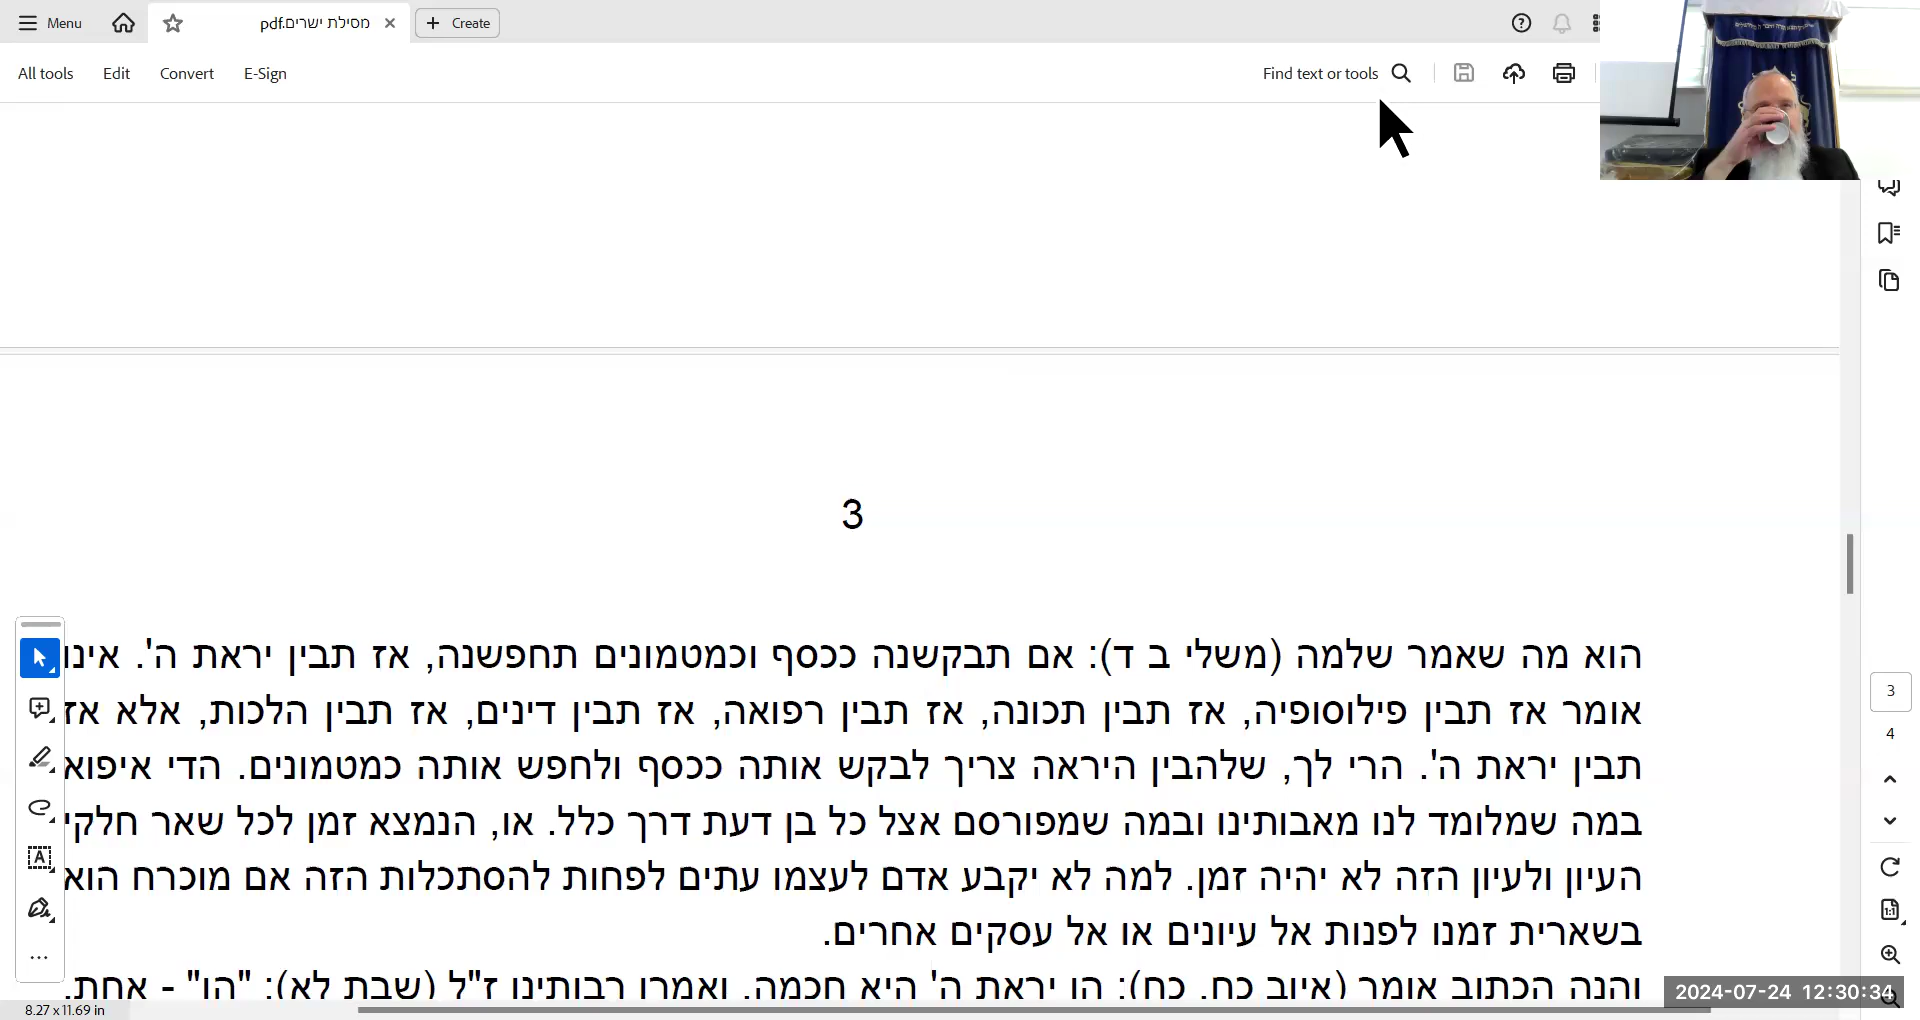 Menu
מסילת ישרים.pdf
Create
All tools
Edit
Convert
E-Sign
Find text or tools
3
הוא מה שאמר שלמה (משלי ב ד): אם תבקשנה ככסף וכמטמונים תחפשנה, אז תבין יראת ה'. אינו
אומר אז תבין פילוסופיה, אז תבין תכונה, אז תבין רפואה, אז תבין דינים, אז תבין הלכות, אלא אז
תבין יראת ה'. הרי לך, שלהבין היראה צריך לבקש אותה ככסף ולחפש אותה כמטמונים. הדי איפוא
במה שמלומד לנו מאבותינו ובמה שמפורסם אצל כל בן דעת דרך כלל. או, הנמצא זמן לכל שאר חלקי
העיון ולעיון הזה לא יהיה זמן. למה לא יקבע אדם לעצמו עתים לפחות להסתכלות הזה אם מוכרח הוא
בשארית זמנו לפנות אל עיונים או אל עסקים אחרים.
והנה הכתוב אומר (איוב כח, כח): הן יראת ה' היא חכמה, ואמרו רבותינו ז"ל (שבת לא): "הן" - אחת,
3
4
8.27 x 11.69 in
2024-07-24 12:30:34